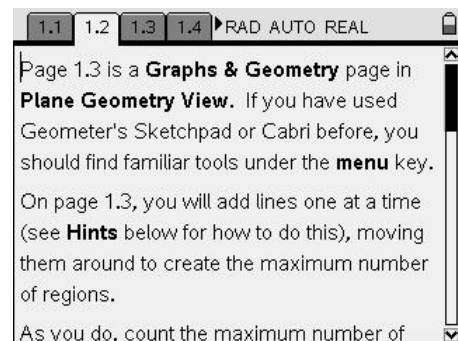 1.1 1.2 1.3 1.4 RAD AUTO REAL
Page 1.3 is a Graphs & Geometry page in
Plane Geometry View. If you have used
Geometer's Sketchpad or Cabri before, you
should find familiar tools under the menu key.
On page 1.3, you will add lines one at a time
(see Hints below for how to do this), moving
them around to create the maximum number
of regions.
As you do, count the maximum number of